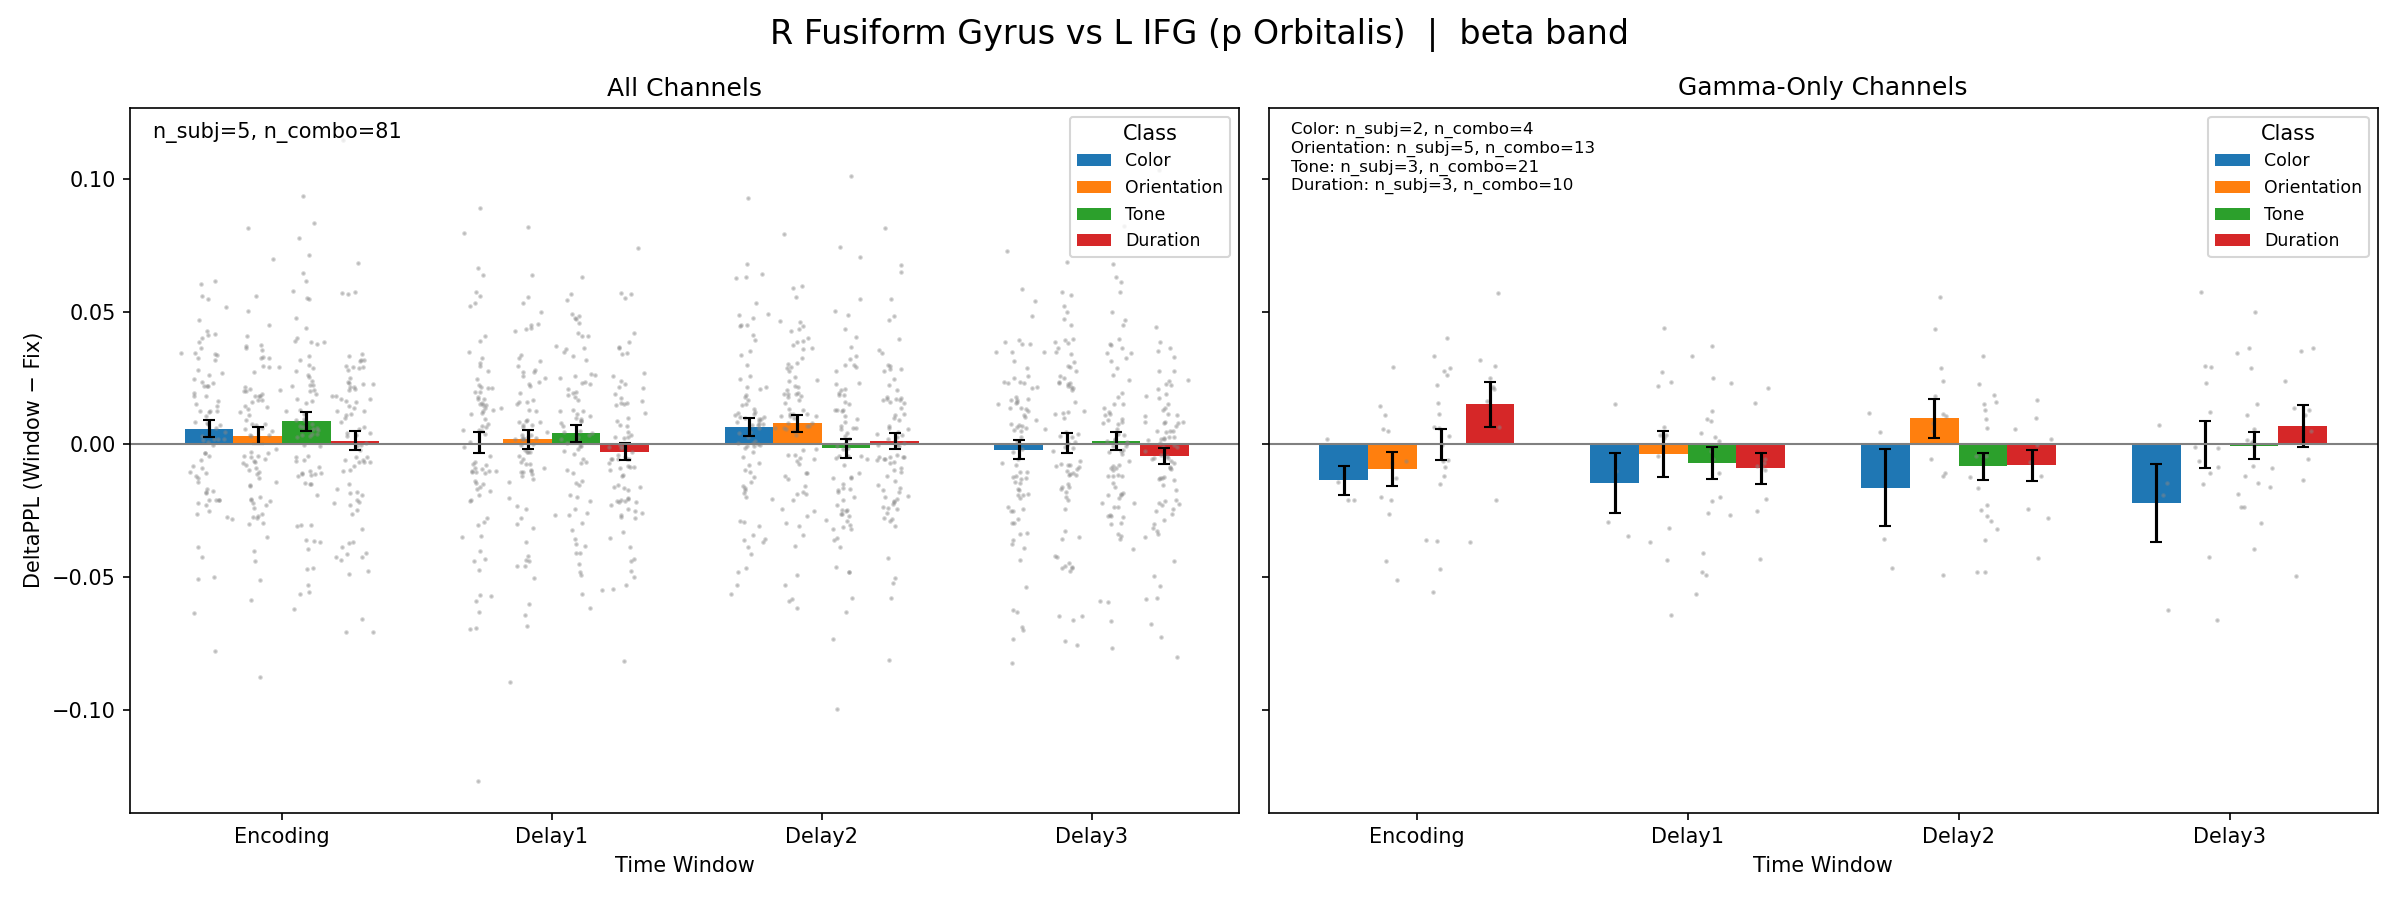 R Fusiform Gyrus vs L IFG (p Orbitalis) | beta band
All Channels
n_subj=5, n_combo=81
Class
Color
Orientation
Tone
Duration
0.10
0.05
0.00
−0.05
−0.10
DeltaPPL (Window − Fix)
Encoding
Delay1
Delay2
Delay3
Time Window
Gamma-Only Channels
Color: n_subj=2, n_combo=4
Orientation: n_subj=5, n_combo=13
Tone: n_subj=3, n_combo=21
Duration: n_subj=3, n_combo=10
Class
Color
Orientation
Tone
Duration
Encoding
Delay1
Delay2
Delay3
Time Window